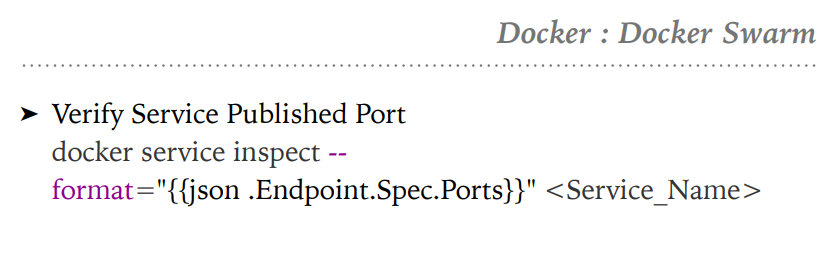 Docker : Docker Swarm
➤ Verify Service Published Port
docker service inspect --
format="{{json .Endpoint.Spec.Ports}}" <Service_Name>